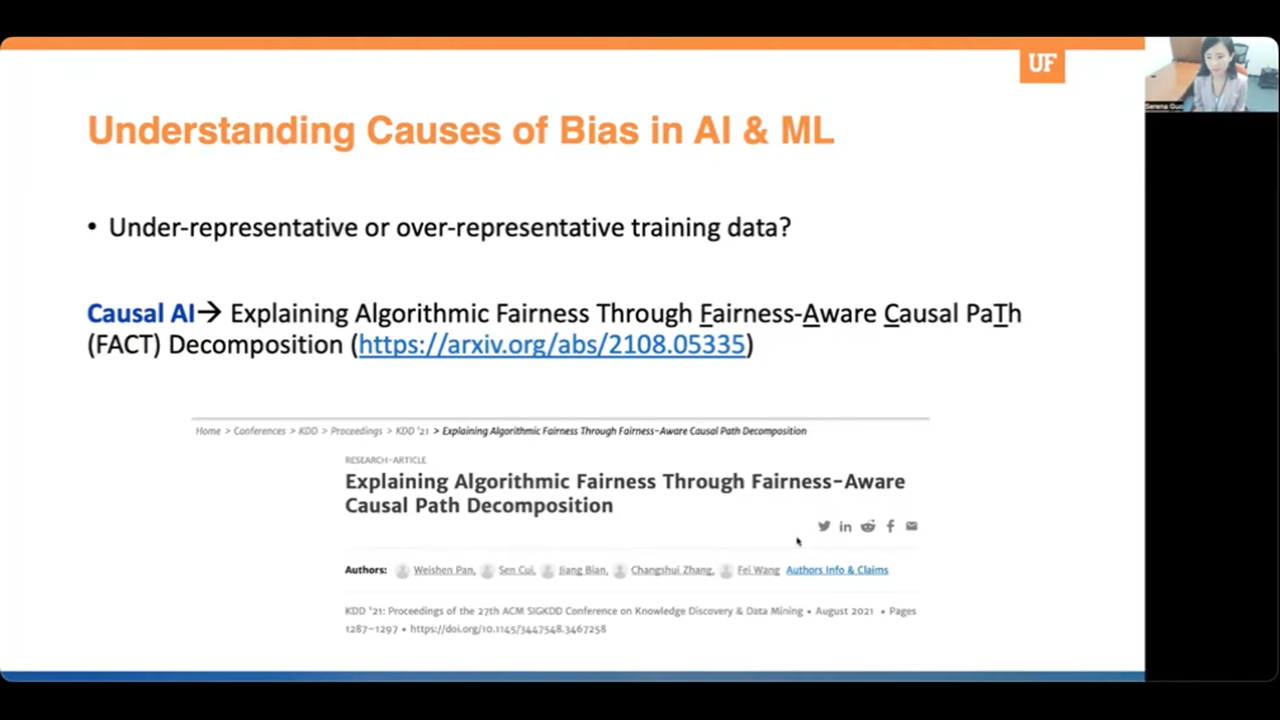 UF
Understanding Causes of Bias in AI & ML
• Under-representative or over-representative training data?
Causal AI→ Explaining Algorithmic Fairness Through Fairness-Aware Causal PaTh
(FACT) Decomposition (https://arxiv.org/abs/2108.05335)
Home > Conferences > KDD > Proceedings > KDD '21 > Explaining Algorithmic Fairness Through Fairness-Aware Causal Path Decomposition
RESEARCH-ARTICLE
Explaining Algorithmic Fairness Through Fairness-Aware
Causal Path Decomposition
Authors: Weishen Pan, Sen Cui, Jiang Bian, Changshui Zhang, Fei Wang Authors Info & Claims
KDD '21: Proceedings of the 27th ACM SIGKDD Conference on Knowledge Discovery & Data Mining • August 2021 • Pages
1287–1297 • https://doi.org/10.1145/3447548.3467258
Serena Guo